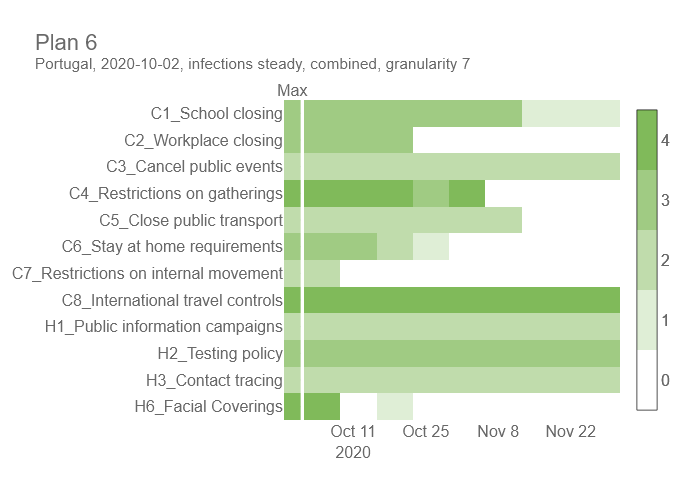 Plan 6
Portugal, 2020-10-02, infections steady, combined, granularity 7
Max
C1_School closing
C2_Workplace closing
C3_Cancel public events
C4_Restrictions on gatherings
C5_Close public transport
C6_Stay at home requirements
C7_Restrictions on internal movement
C8_International travel controls
H1_Public information campaigns
H2_Testing policy
H3_Contact tracing
H6_Facial Coverings
4
3
2
1
0
Oct 11 Oct 25 Nov 8 Nov 22
2020